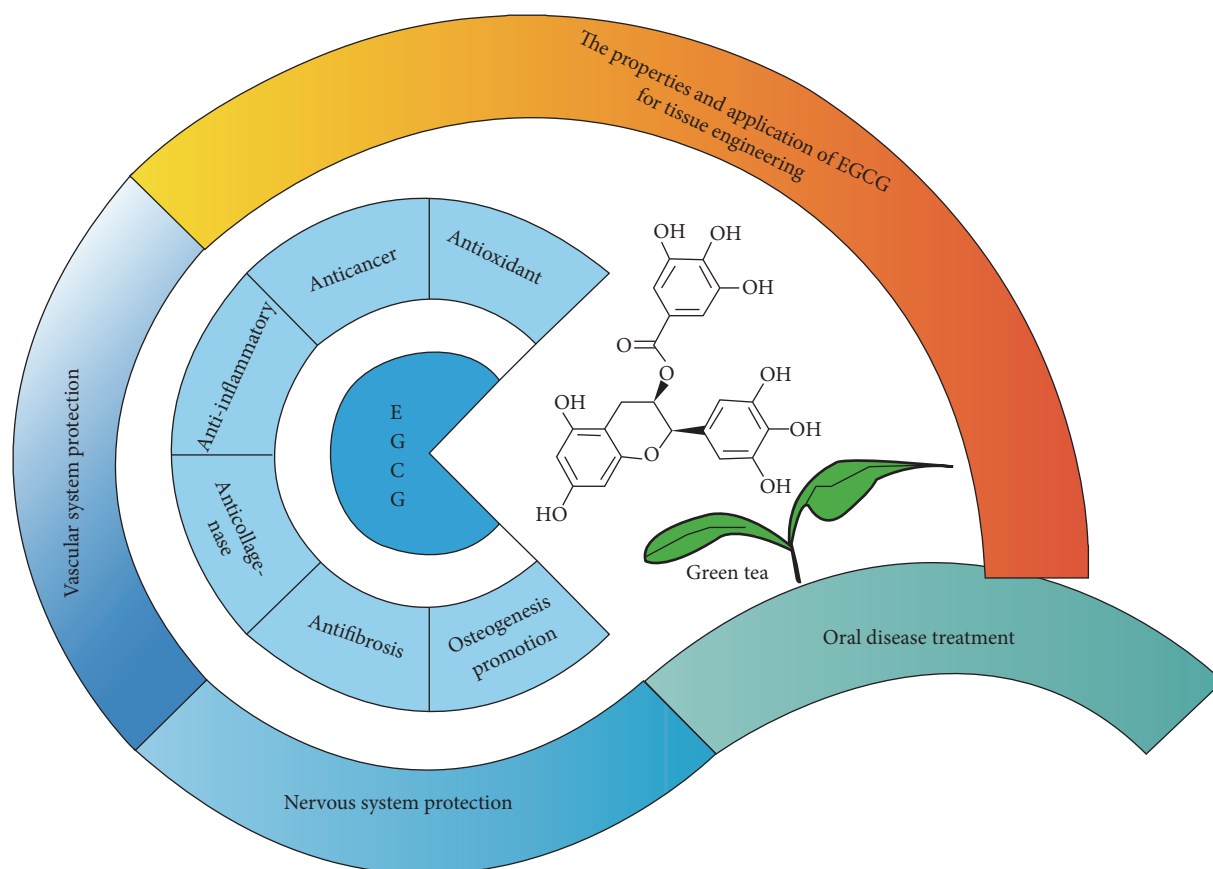 The properties and application of EGCG
for tissue engineering
Vascular system protection
Nervous system protection
Oral disease treatment
Antioxidant
Anticancer
Anti-inflammatory
Anticollage-
nase
Antifibrosis
Osteogenesis
promotion
E
G
C
G
OH
OH
OH
O
O
OH
OH
OH
OH
O
HO
Green tea